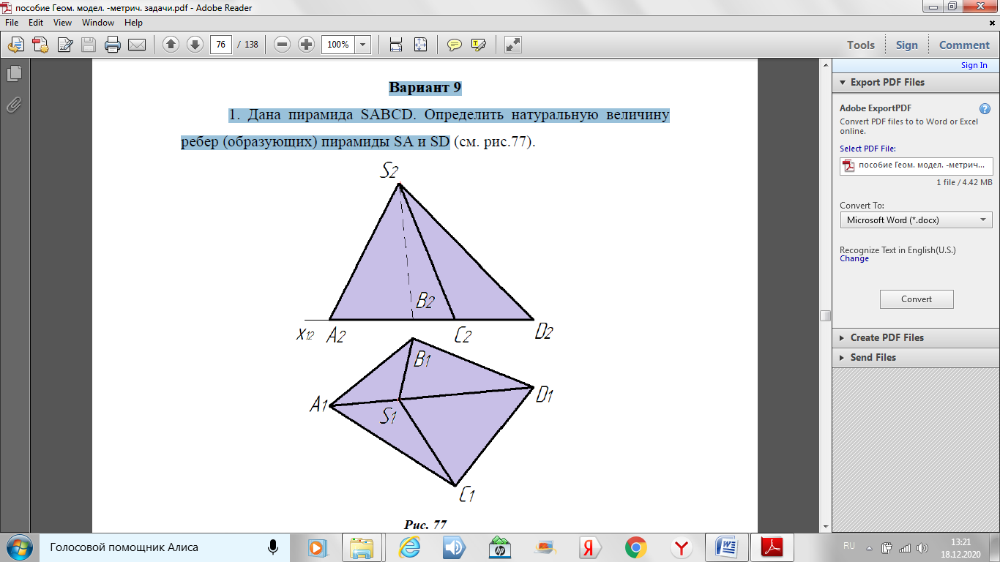 пособие Геом. модел. -метрич. задачи.pdf - Adobe Reader
File Edit View Window Help
76 / 138 100% Tools Sign Comment
Sign In
Export PDF Files
Adobe ExportPDF
Convert PDF files to to Word or Excel
online.
Select PDF File:
пособие Геом. модел. -метрич...
1 file / 4.42 MB
Convert To:
Microsoft Word (*.docx)
Recognize Text in English(U.S.)
Change
Convert
Create PDF Files
Send Files
Вариант 9
1. Дана пирамида SABCD. Определить натуральную величину
ребер (образующих) пирамиды SA и SD (см. рис.77).
S2
B2
X12 A2 C2 D2
B1
A1 S1 D1
C1
Рис. 77
Голосовой помощник Алиса
RU
13:21
18.12.2020